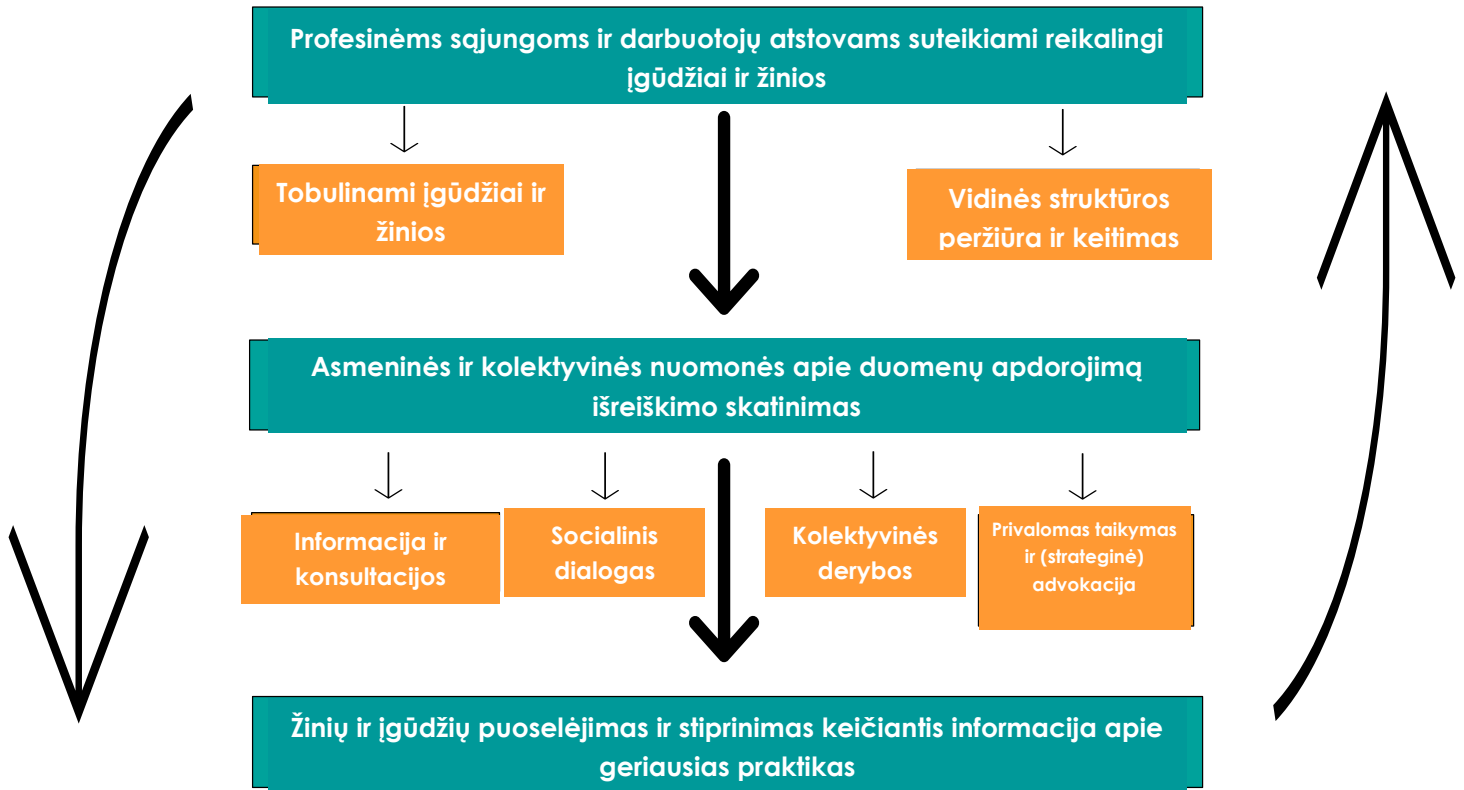 Profesinėms sąjungoms ir darbuotojų atstovams suteikiami reikalingi
įgūdžiai ir žinios
Tobulinami įgūdžiai ir
žinios
Vidinės struktūros
peržiūra ir keitimas
Asmeninės ir kolektyvinės nuomonės apie duomenų apdorojimą
išreiškimo skatinimas
Informacija ir
konsultacijos
Socialinis
dialogas
Kolektyvinės
derybos
Privalomas taikymas
ir (strateginė)
advokacija
Žinių ir įgūdžių puoselėjimas ir stiprinimas keičiantis informacija apie
geriausias praktikas